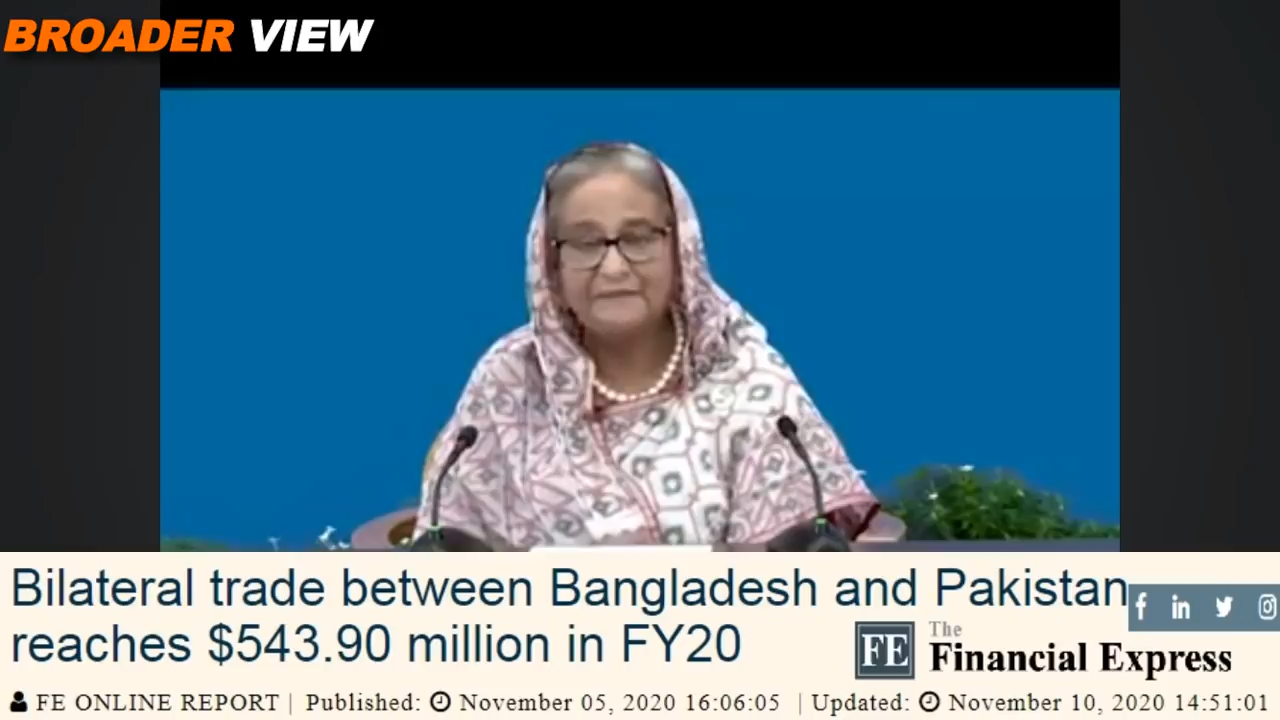 BROADER VIEW
Bilateral trade between Bangladesh and Pakistan
reaches $543.90 million in FY20
f in
FE The Financial Express
FE ONLINE REPORT | Published: November 05, 2020 16:06:05 | Updated: November 10, 2020 14:51:01